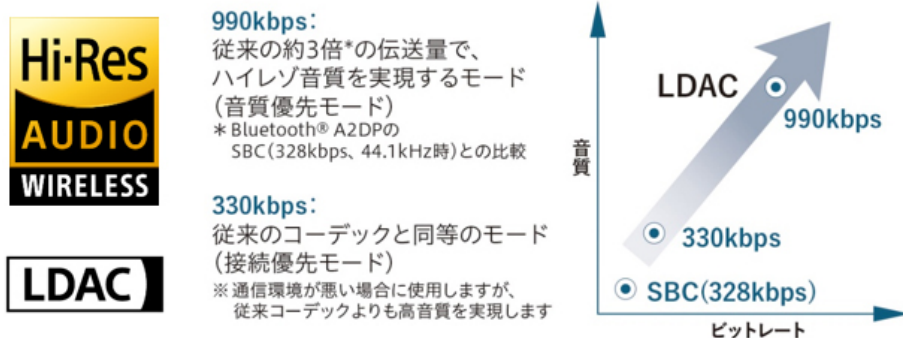 Hi-Res
AUDIO
WIRELESS
LDAC
990kbps:
従来の約3倍*の伝送量で、
ハイレゾ音質を実現するモード
（音質優先モード）
＊Bluetooth® A2DPの
SBC（328kbps、44.1kHz時）との比較
330kbps:
従来のコーデックと同等のモード
（接続優先モード）
※通信環境が悪い場合に使用しますが、
従来コーデックよりも高音質を実現します
音質
LDAC
990kbps
330kbps
SBC(328kbps)
ビットレート